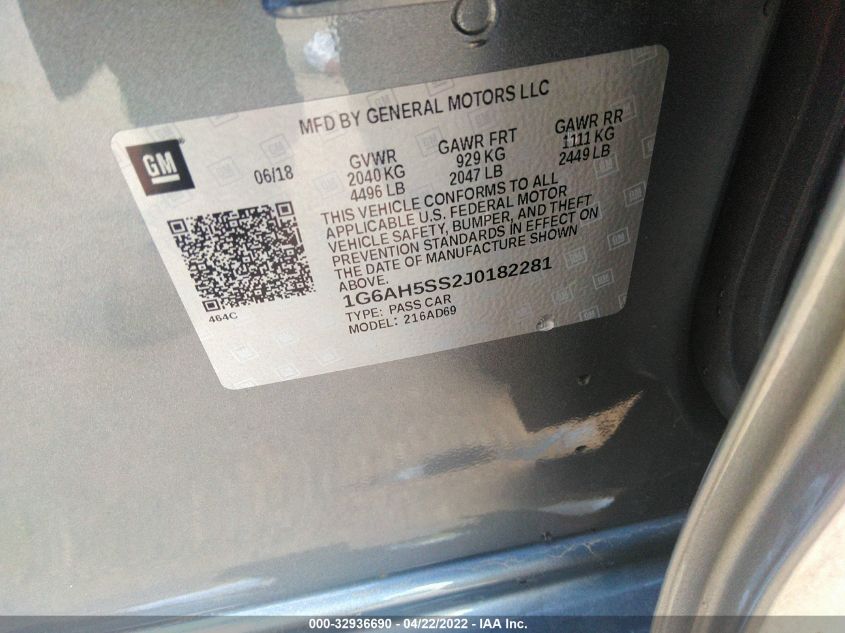 MFD BY GENERAL MOTORS LLC
GM
06/18
GVWR
2040 KG
4496 LB
GAWR FRT
929 KG
2047 LB
GAWR RR
1111 KG
2449 LB
THIS VEHICLE CONFORMS TO ALL
APPLICABLE U.S. FEDERAL MOTOR
VEHICLE SAFETY, BUMPER, AND THEFT
PREVENTION STANDARDS IN EFFECT ON
THE DATE OF MANUFACTURE SHOWN
ABOVE.
1G6AH5SS2J0182281
TYPE: PASS CAR
MODEL: 216AD69
464C
000-32936690 - 04/22/2022 - IAA Inc.